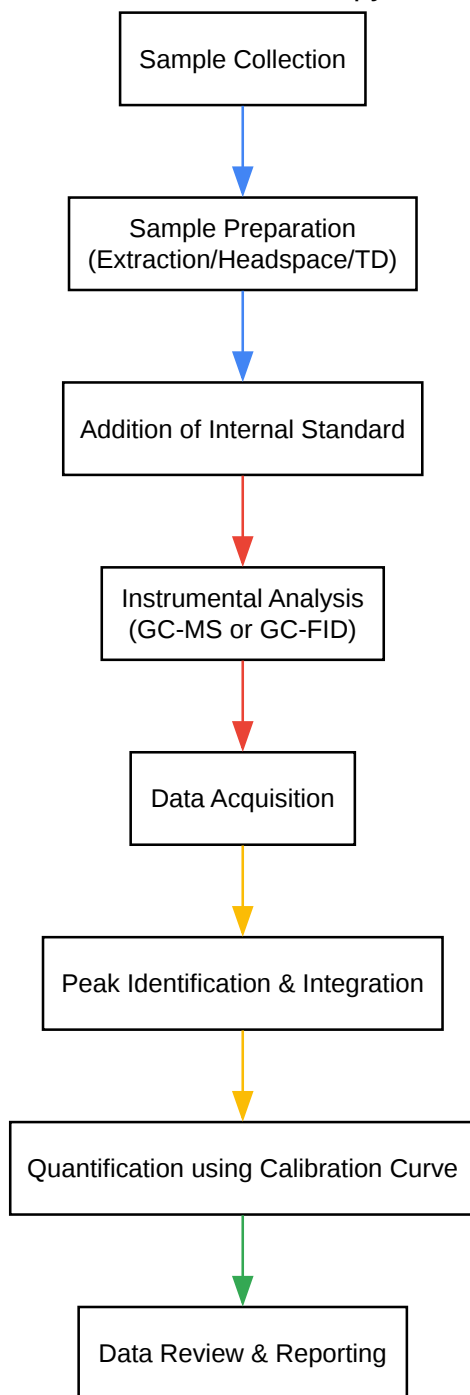 Sample Collection
Sample Preparation
(Extraction/Headspace/TD)
Addition of Internal Standard
Instrumental Analysis
(GC-MS or GC-FID)
Data Acquisition
Peak Identification & Integration
Quantification using Calibration Curve
Data Review & Reporting